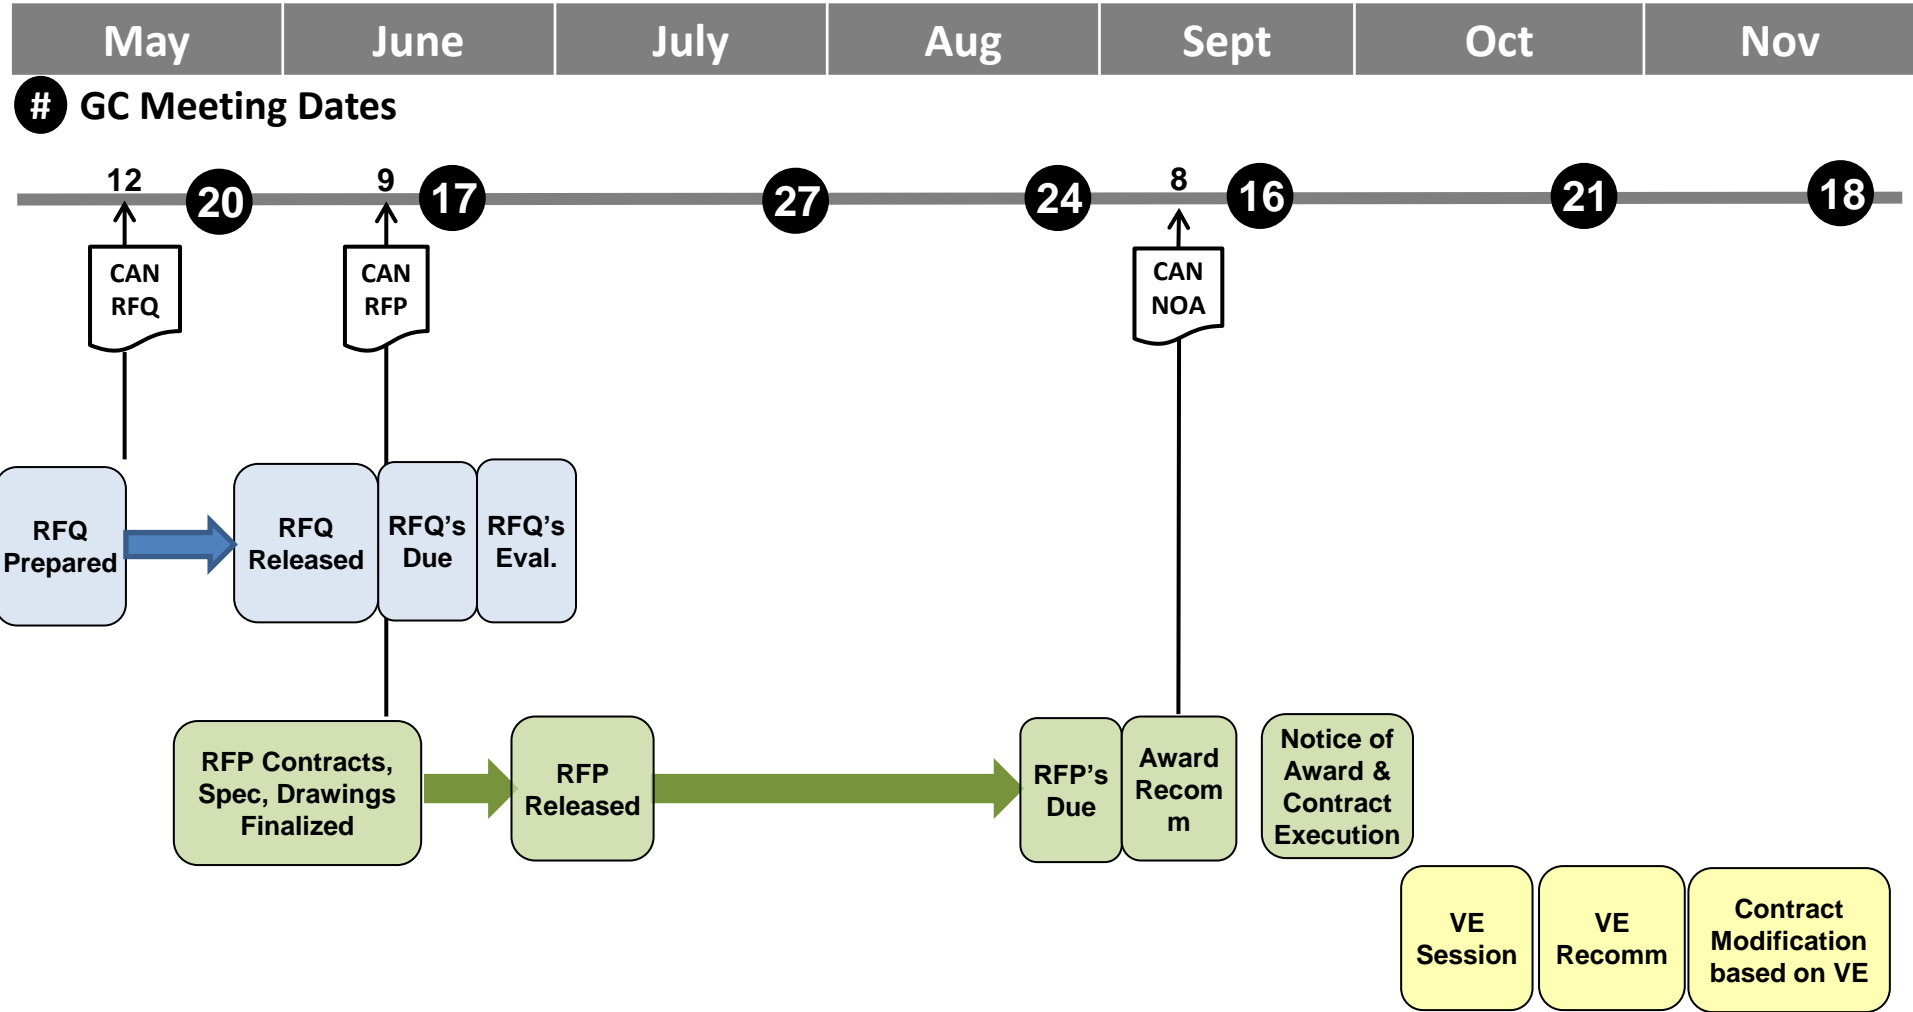 May June July Aug Sept Oct Nov
# GC Meeting Dates
12 20 9 17 27 24 8 16 21 18
CAN
RFQ
CAN
RFP
CAN
NOA
RFQ
Prepared
RFQ
Released
RFQ's
Due
RFQ's
Eval.
RFP Contracts,
Spec, Drawings
Finalized
RFP
Released
RFP's
Due
Award
Recom
m
Notice of
Award &
Contract
Execution
VE
Session
VE
Recomm
Contract
Modification
based on VE